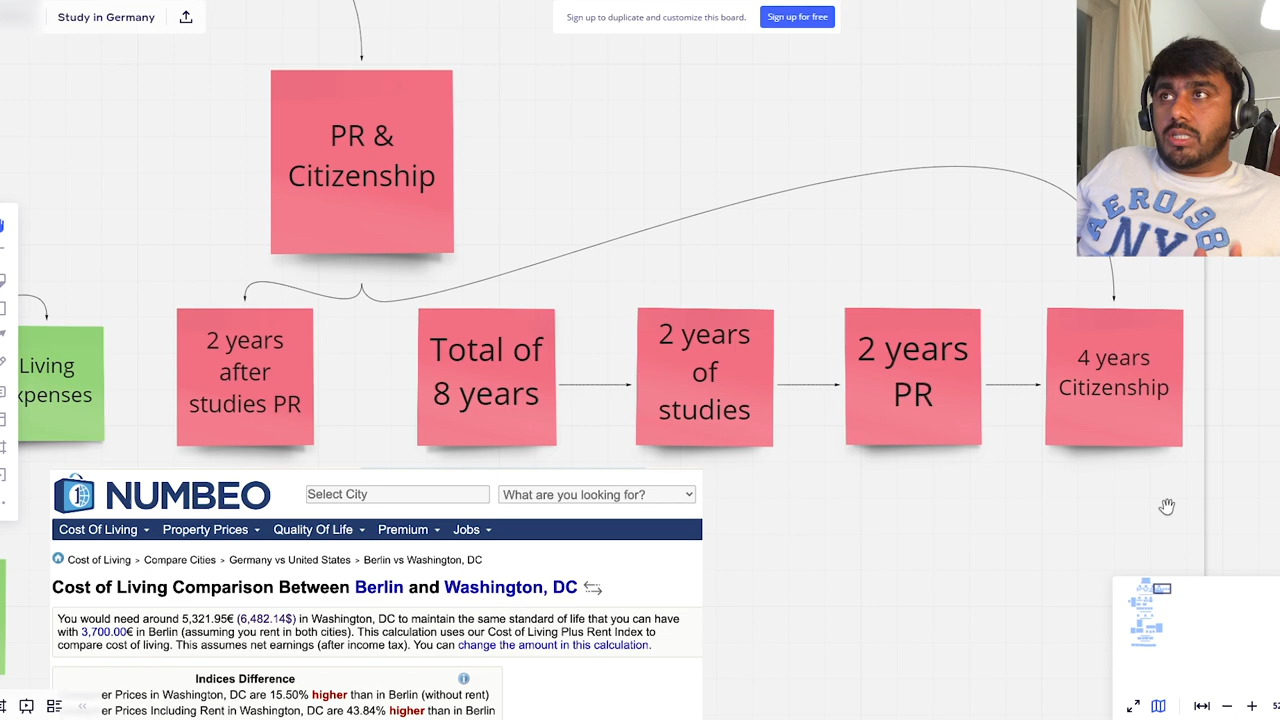 Study in Germany
Sign up to duplicate and customize this board.
Sign up for free
PR &
Citizenship
AERO198
NY
Living
xpenses
2 years
after
studies PR
Total of
8 years
2 years
of
studies
2 years
PR
4 years
Citizenship
NUMBEO
Select City
What are you looking for?
Cost Of Living
Property Prices
Quality Of Life
Premium
Jobs
Cost of Living > Compare Cities > Germany vs United States > Berlin vs Washington, DC
Cost of Living Comparison Between Berlin and Washington, DC
You would need around 5,321.95€ (6,482.14$) in Washington, DC to maintain the same standard of life that you can have
with 3,700.00€ in Berlin (assuming you rent in both cities). This calculation uses our Cost of Living Plus Rent Index to
compare cost of living. This assumes net earnings (after income tax). You can change the amount in this calculation.
Indices Difference
er Prices in Washington, DC are 15.50% higher than in Berlin (without rent)
er Prices Including Rent in Washington, DC are 43.84% higher than in Berlin